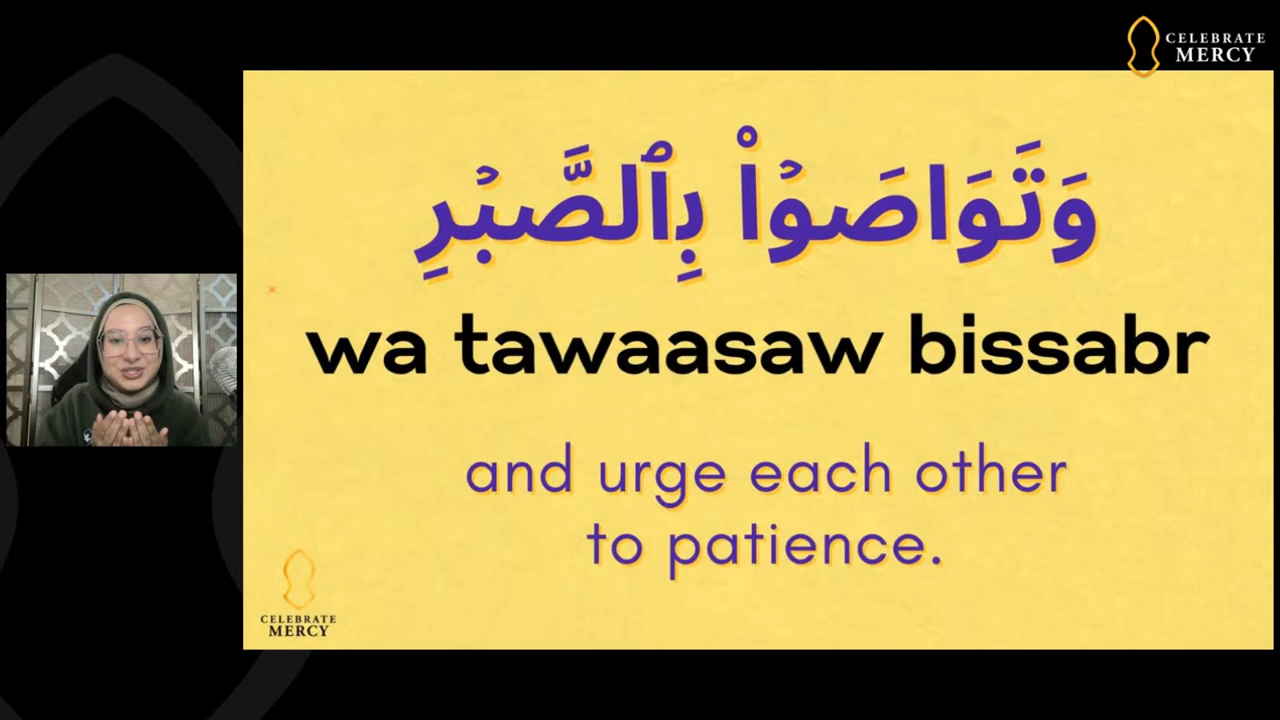 CELEBRATE
MERCY
وَتَوَاصَوۡا۟ بِٱلصَّبۡرِ
wa tawaasaw bissabr
and urge each other
to patience.
CELEBRATE
MERCY